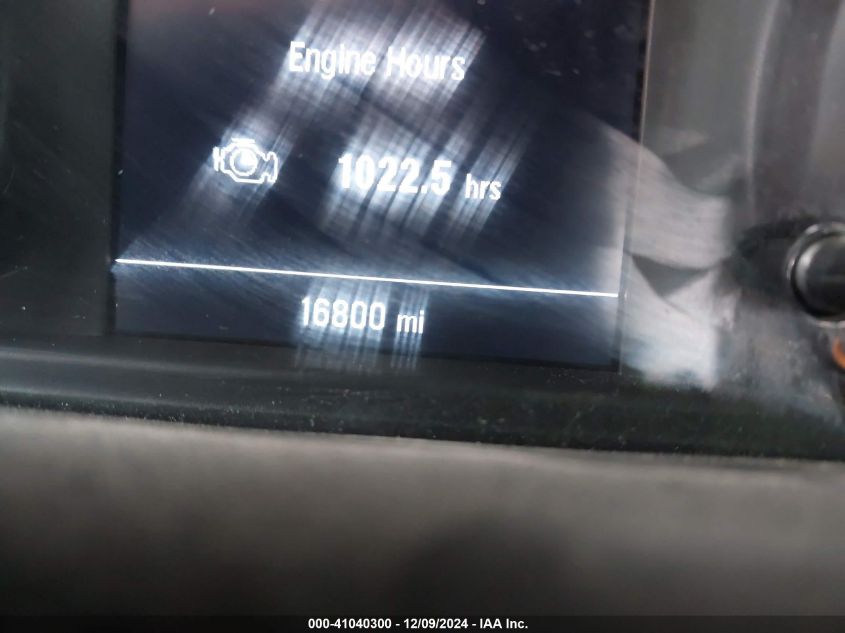 Engine Hours
1022.5 hrs
16800 mi
000-41040300 - 12/09/2024 - IAA Inc.